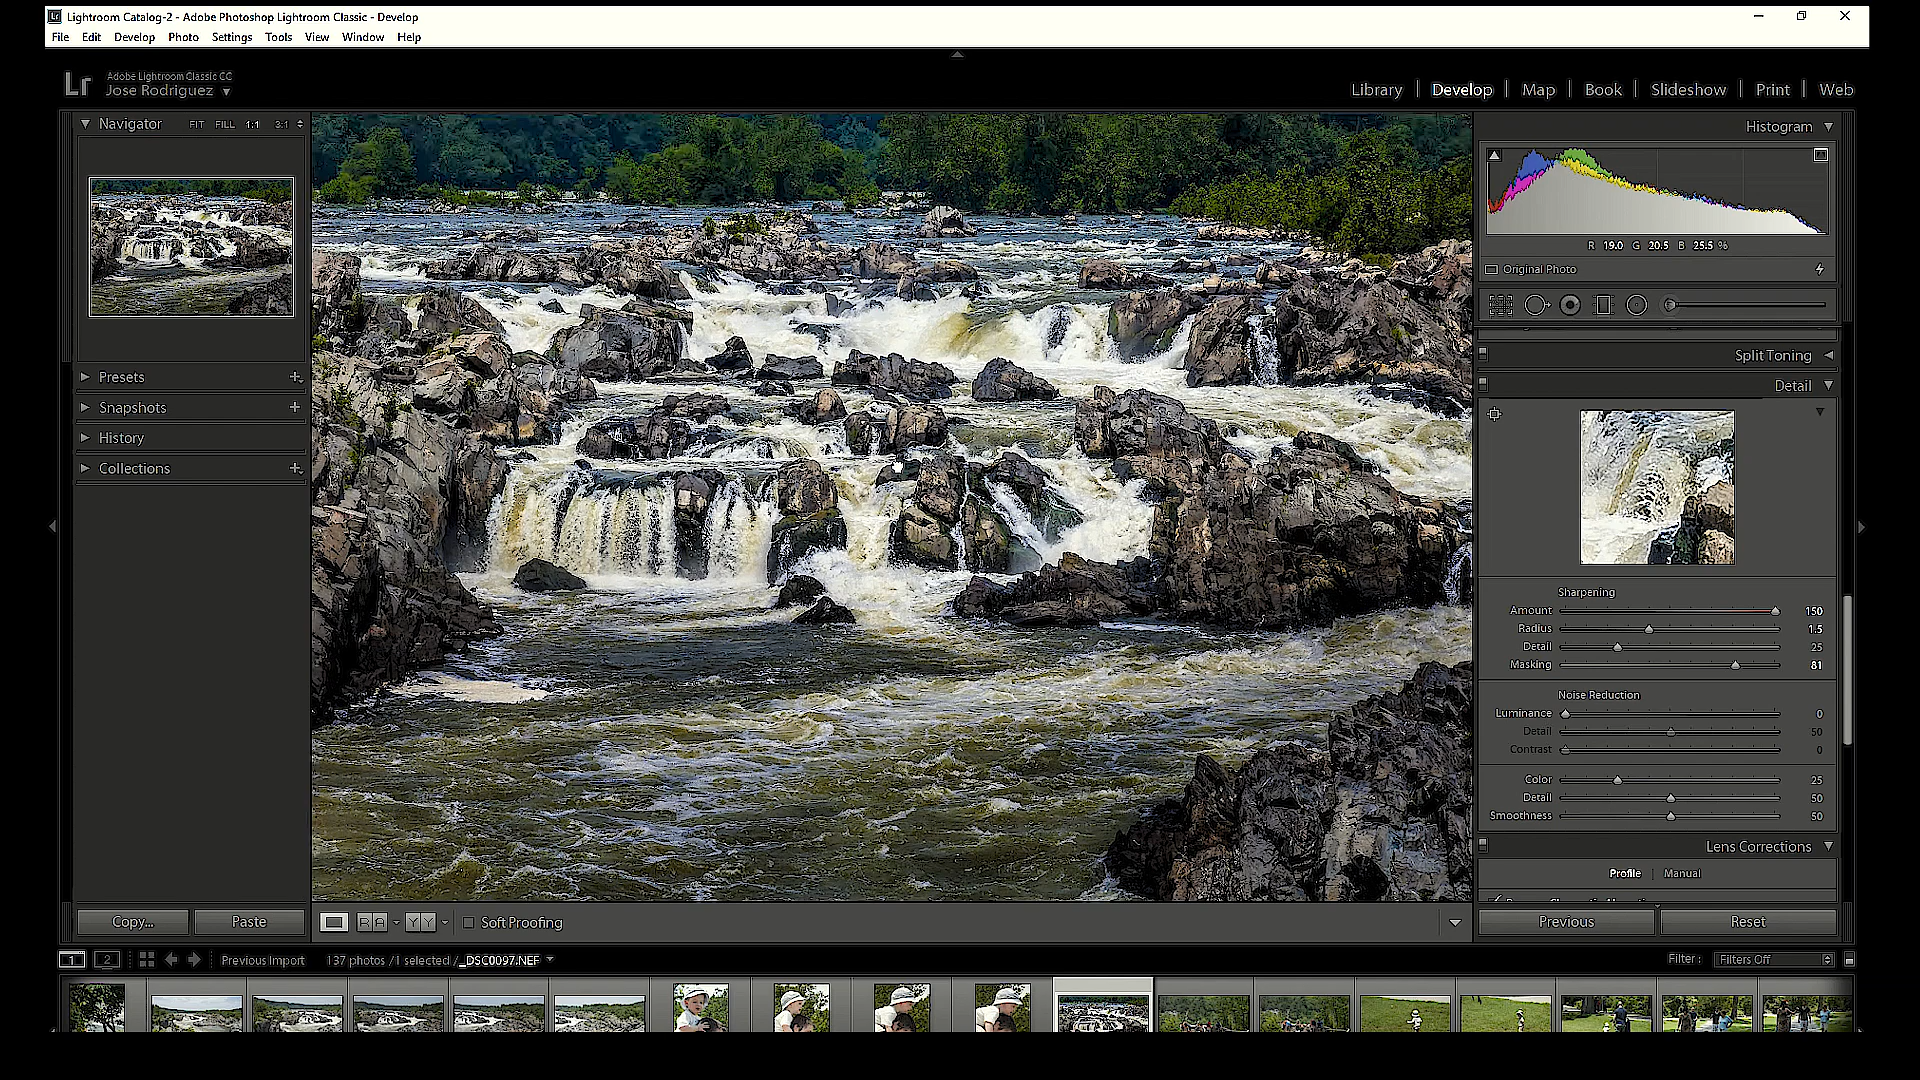 Lightroom Catalog-2 - Adobe Photoshop Lightroom Classic - Develop
File Edit Develop Photo Settings Tools View Window Help
Lr
Adobe Lightroom Classic CC
Jose Rodriguez
Library Develop Map Book Slideshow Print Web
Navigator FIT FILL 1:1 3:1
Presets
Snapshots
History
Collections
Copy... Paste
Soft Proofing
Histogram
R 19.0 G 20.5 B 25.5 %
Original Photo
Split Toning
Detail
Sharpening
Amount 150
Radius 1.5
Detail 25
Masking 81
Noise Reduction
Luminance 0
Detail 50
Contrast 0
Color 25
Detail 50
Smoothness 50
Lens Corrections
Profile Manual
Previous Reset
1 2 Previous Import 137 photos / 1 selected / _DSC0097.NEF
Filter : Filters Off